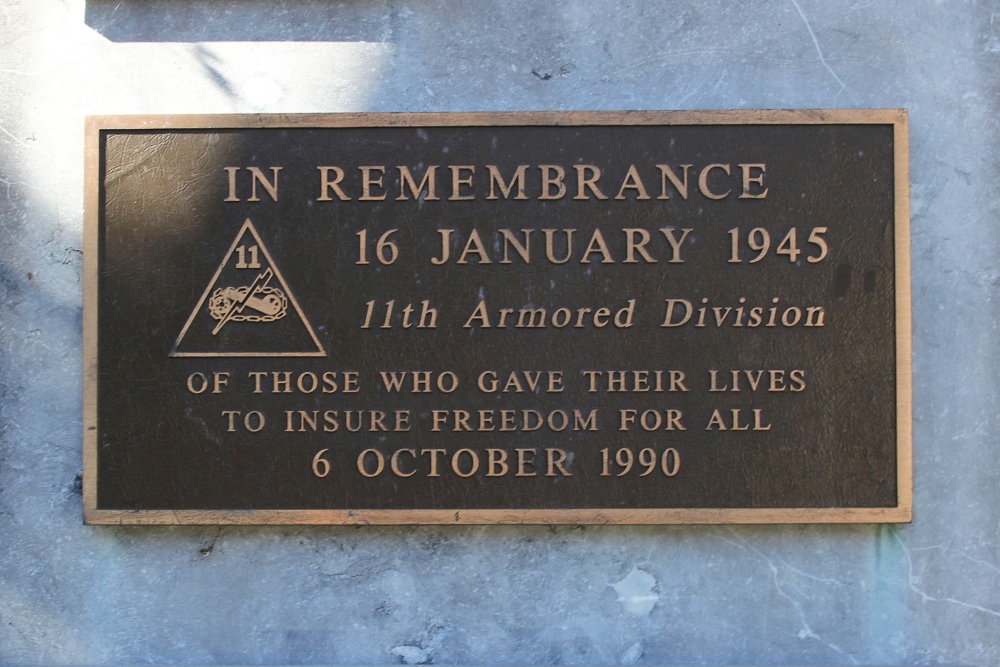 IN REMEMBRANCE
16 JANUARY 1945
11
11th Armored Division
OF THOSE WHO GAVE THEIR LIVES
TO INSURE FREEDOM FOR ALL
6 OCTOBER 1990